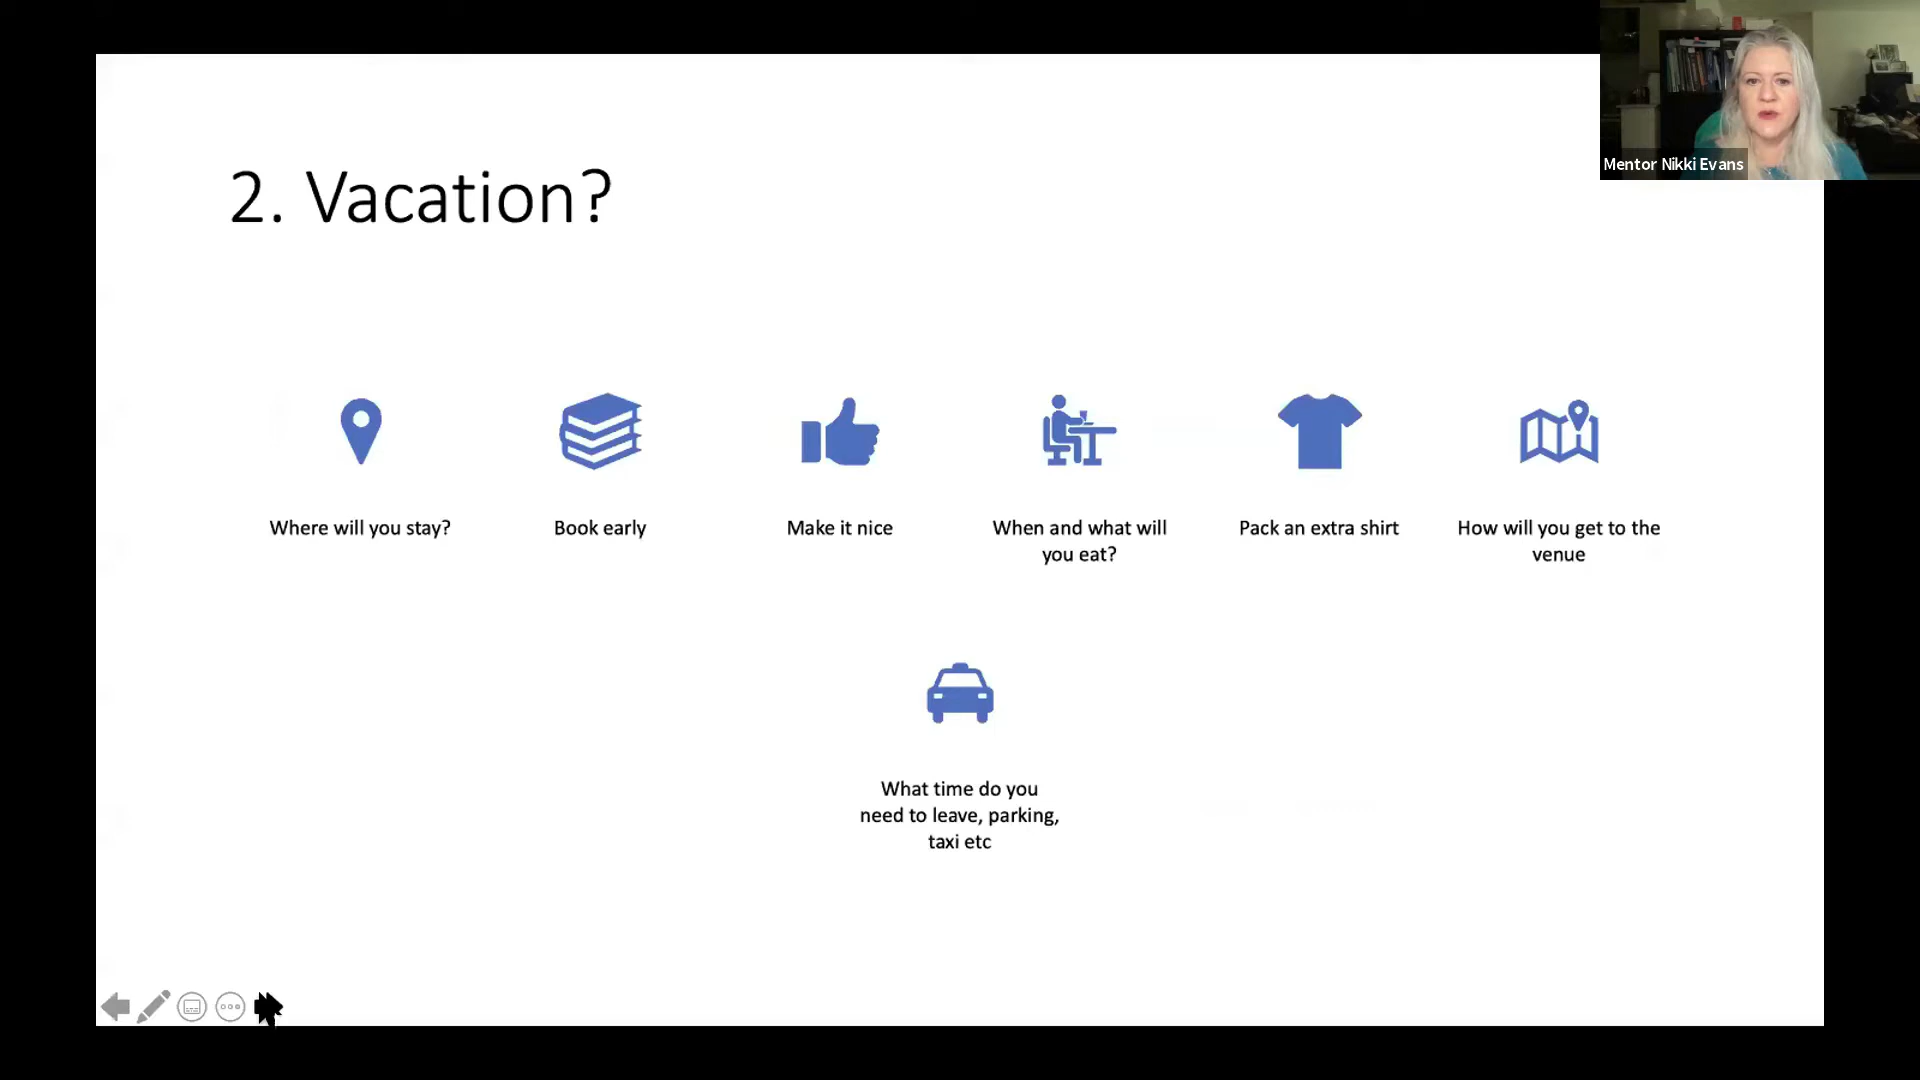 Mentor Nikki Evans
2. Vacation?
Where will you stay?
Book early
Make it nice
When and what will
you eat?
Pack an extra shirt
How will you get to the
venue
What time do you
need to leave, parking,
taxi etc